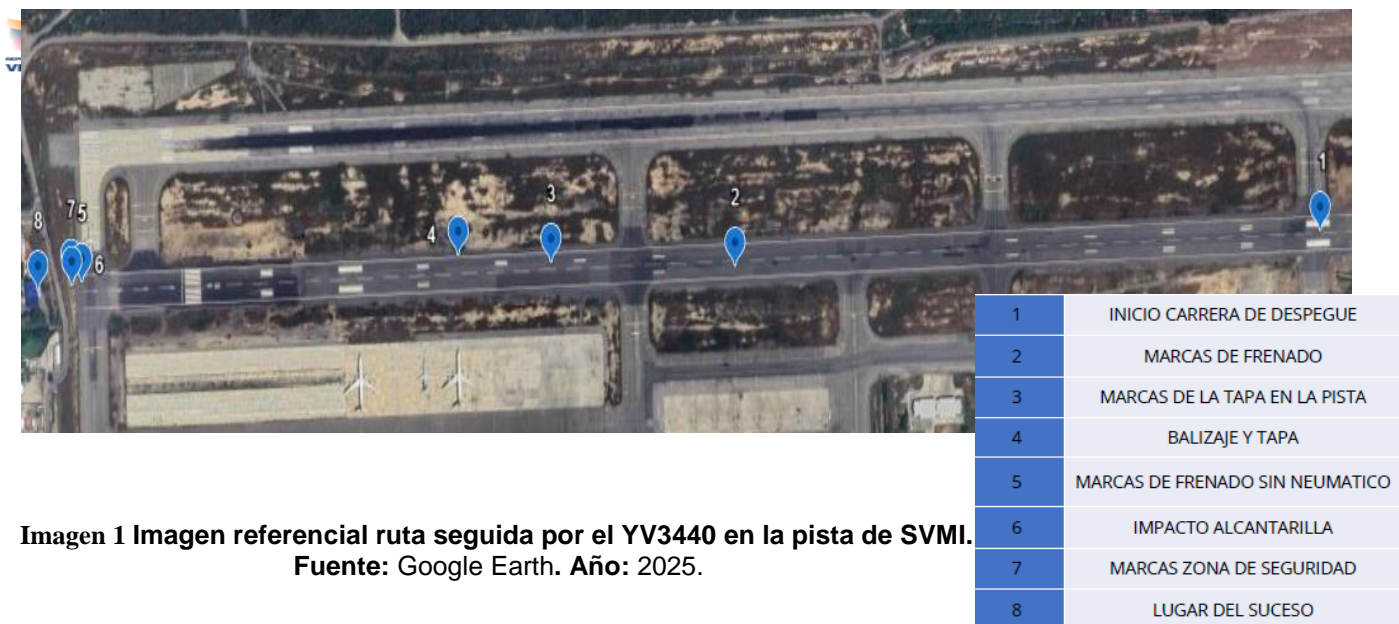 1
3
2
4
7 5
8
6
1 INICIO CARRERA DE DESPEGUE
2 MARCAS DE FRENADO
3 MARCAS DE LA TAPA EN LA PISTA
4 BALIZAJE Y TAPA
5 MARCAS DE FRENADO SIN NEUMATICO
6 IMPACTO ALCANTARILLA
7 MARCAS ZONA DE SEGURIDAD
8 LUGAR DEL SUCESO
Imagen 1 Imagen referencial ruta seguida por el YV3440 en la pista de SVMI.
Fuente: Google Earth. Año: 2025.